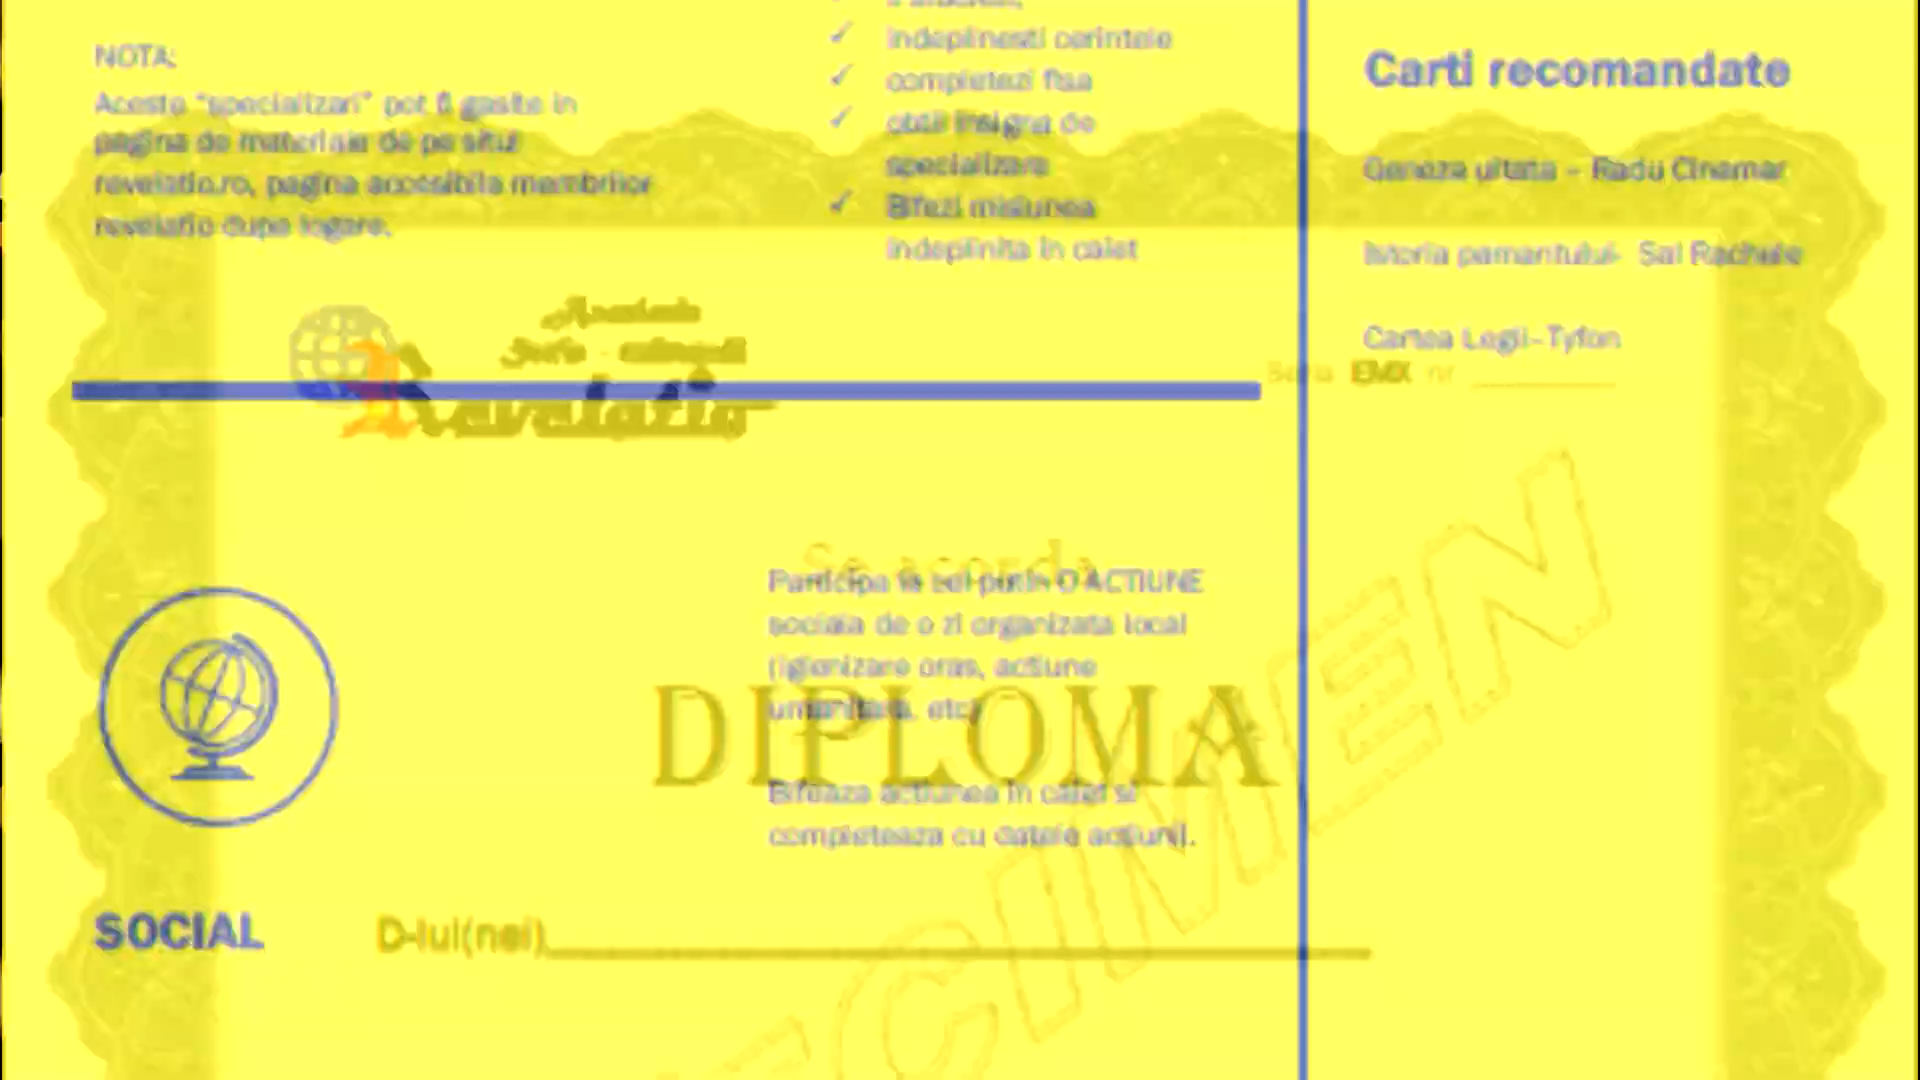 NOTA:
Aceste "specializari" pot fi gasite in
pagina de materiale de pe situl
revelatio.ro, pagina accesibila membrilor
revelatio dupa logare.
indeplinesti cerintele
completezi fisa
obtii insigna de
specializare
Bifezi misiunea
indeplinita in caiet
Carti recomandate
Geneza uitata – Radu Cinamar
Istoria pamantului- Sal Rachele
Cartea Legii-Tyfon
Asociatia
Revelatio
Seria EMX nr
Se acorda
Participa la cel putin O ACTIUNE
sociala de o zi organizata local
(igienizare oras, actiune
umanitara, etc)
DIPLOMA
Bifeaza actiunea in caiet si
completeaza cu datele actiunii.
SOCIAL
D-lui(nei)
ECIMEN